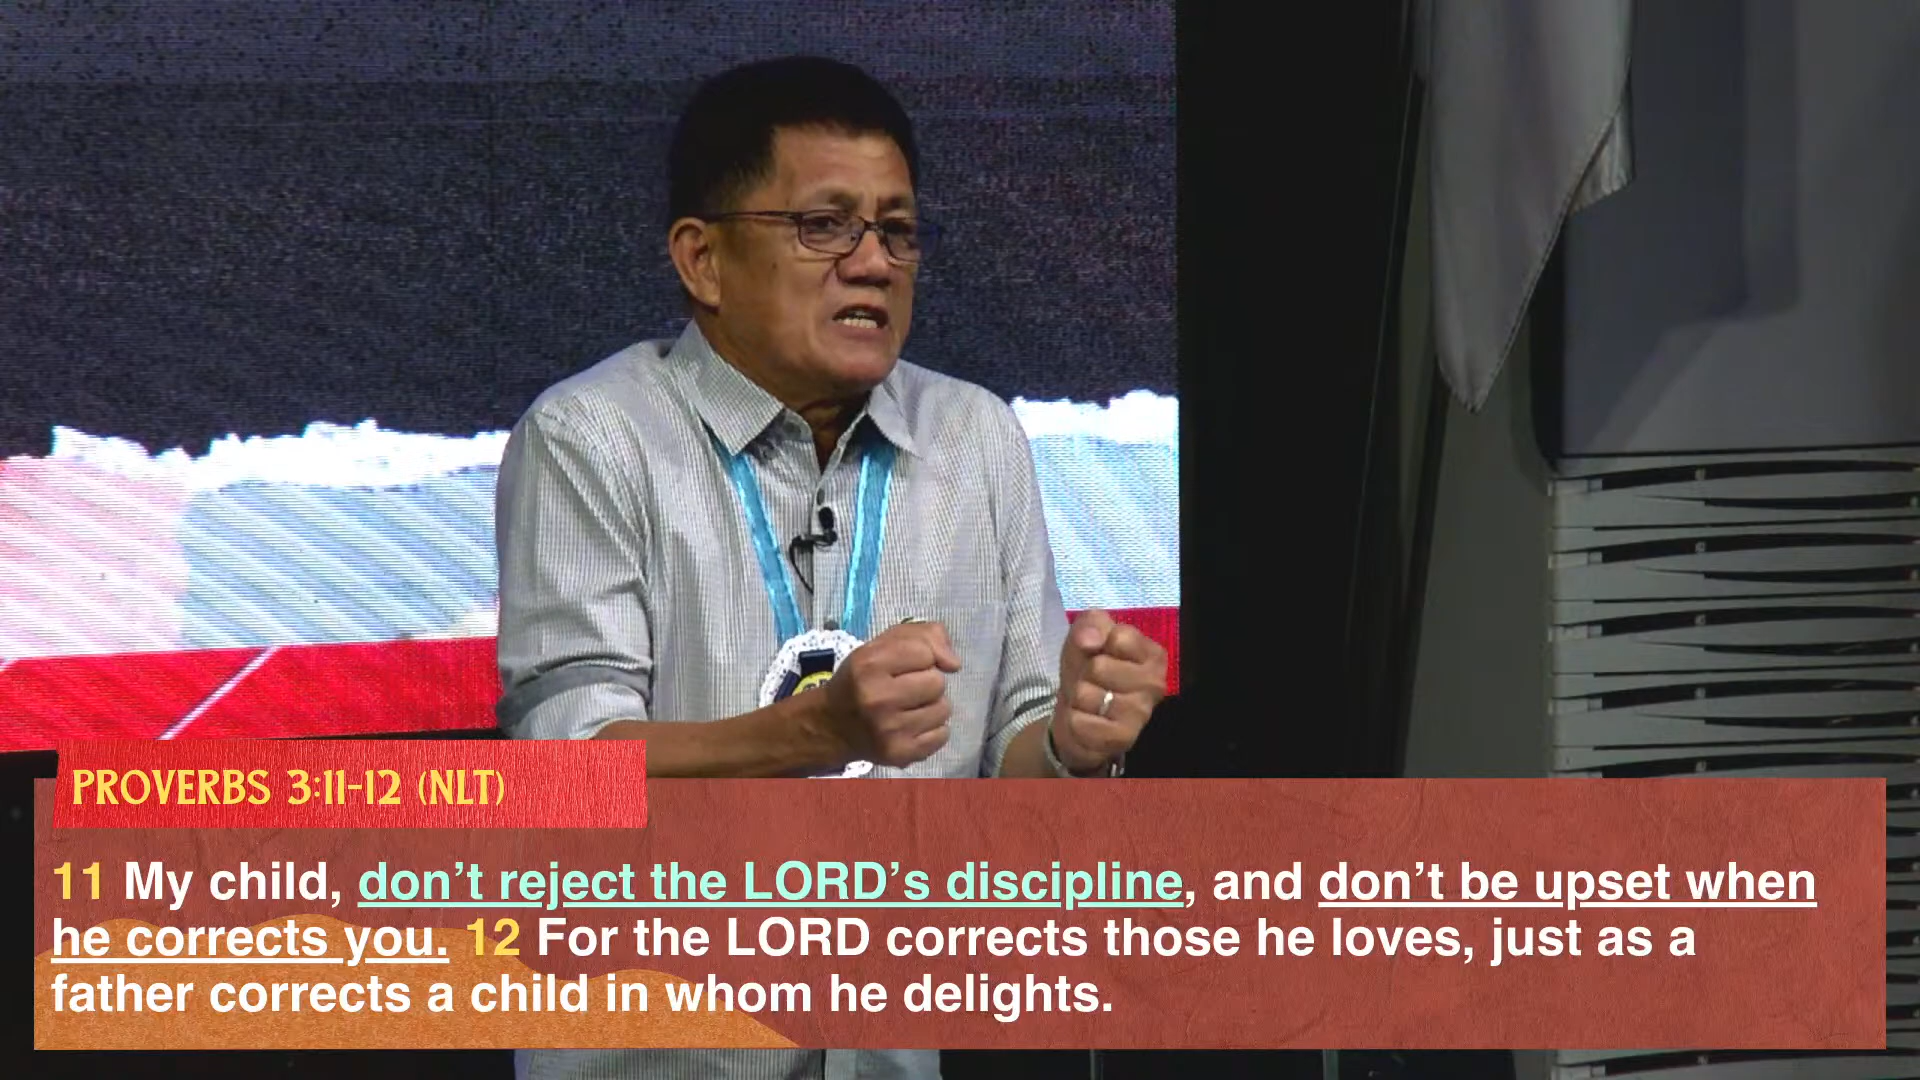 PROVERBS 3:11-12 (NLT)
11 My child, don’t reject the LORD’s discipline, and don’t be upset when
he corrects you. 12 For the LORD corrects those he loves, just as a
father corrects a child in whom he delights.